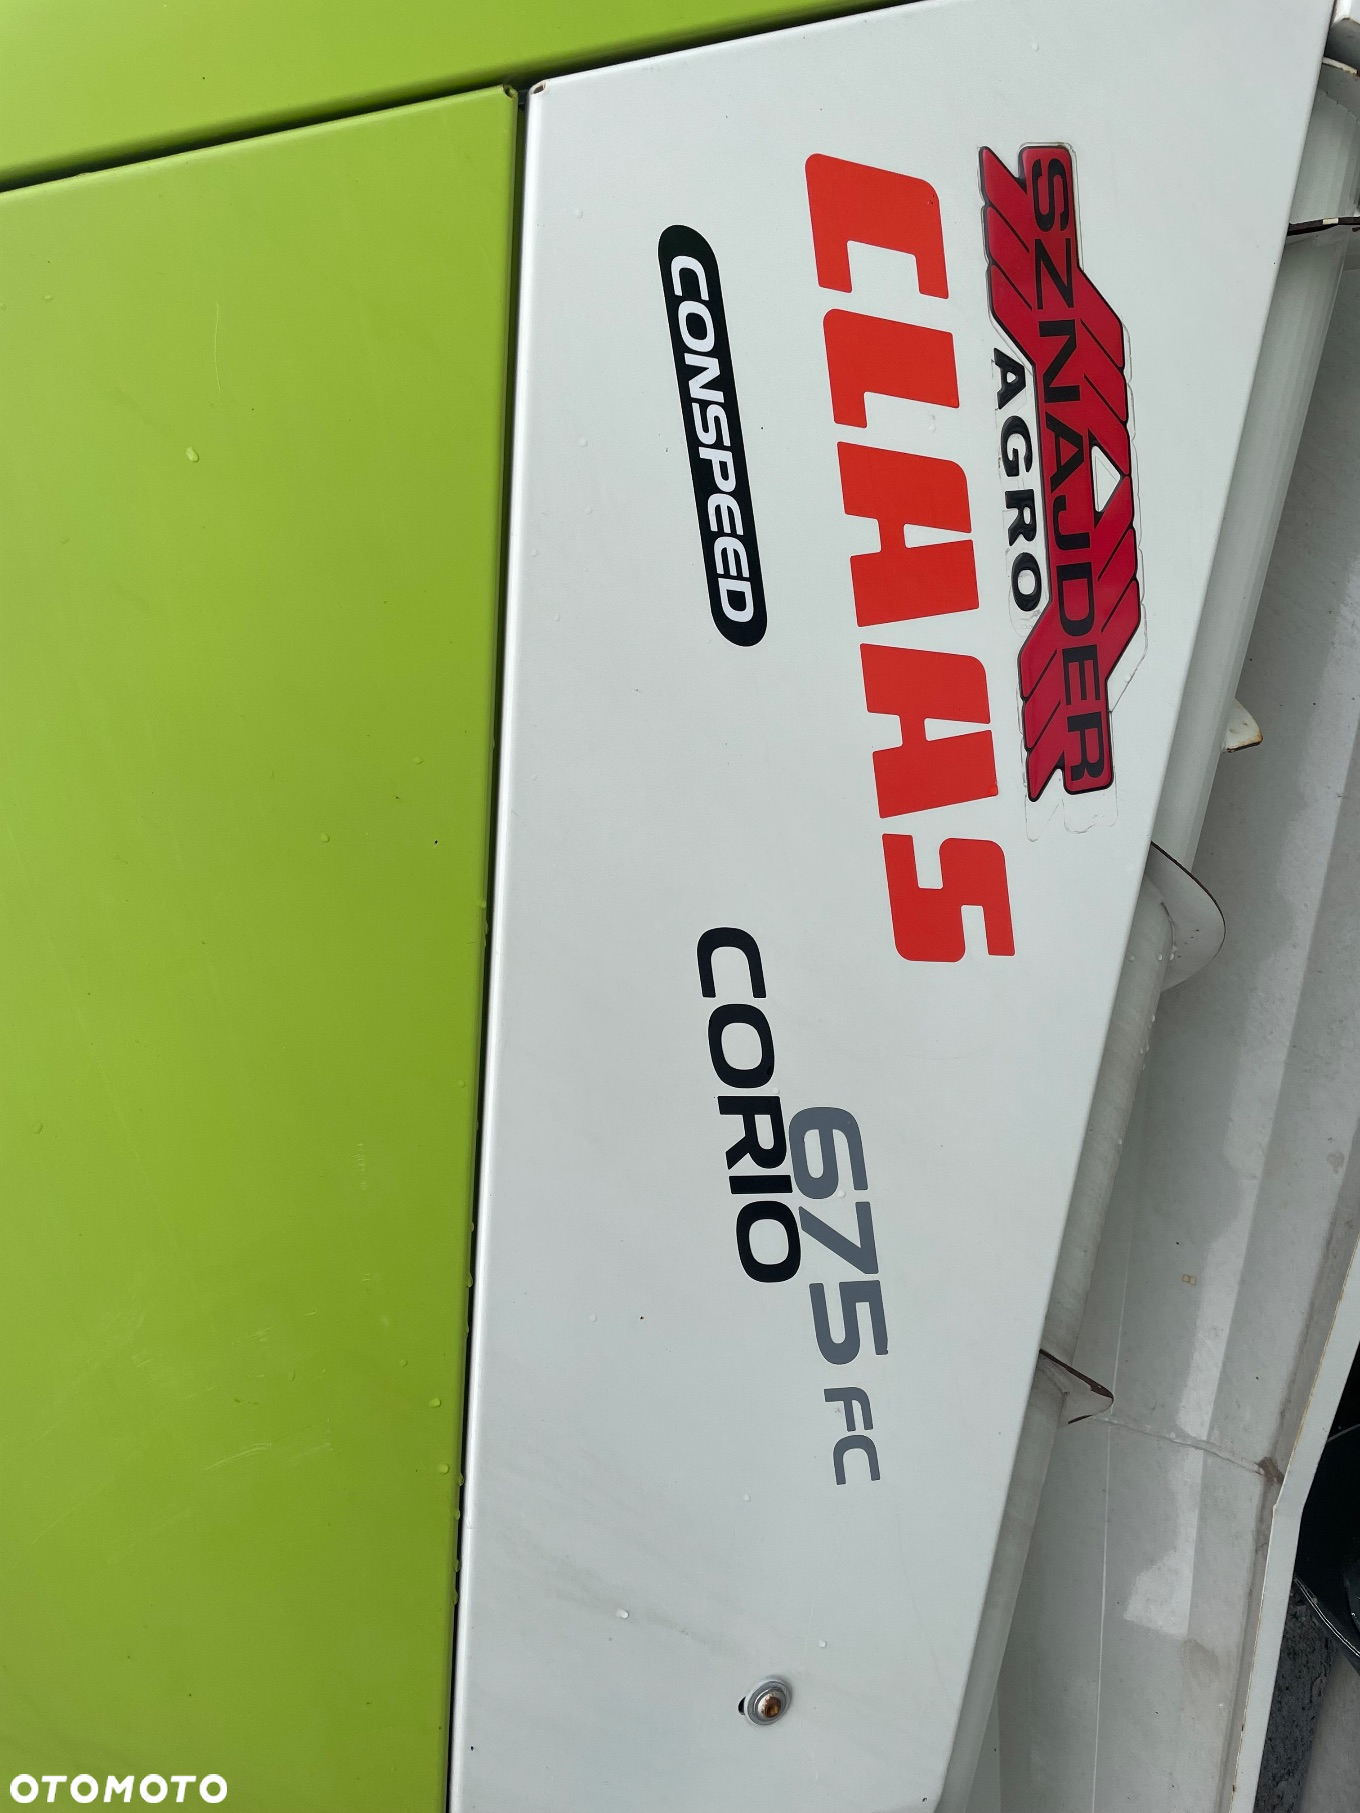 SZNAJDER
AGRO
CLAAS
CONSPEED
675 FC
CORIO
OTOMOTO